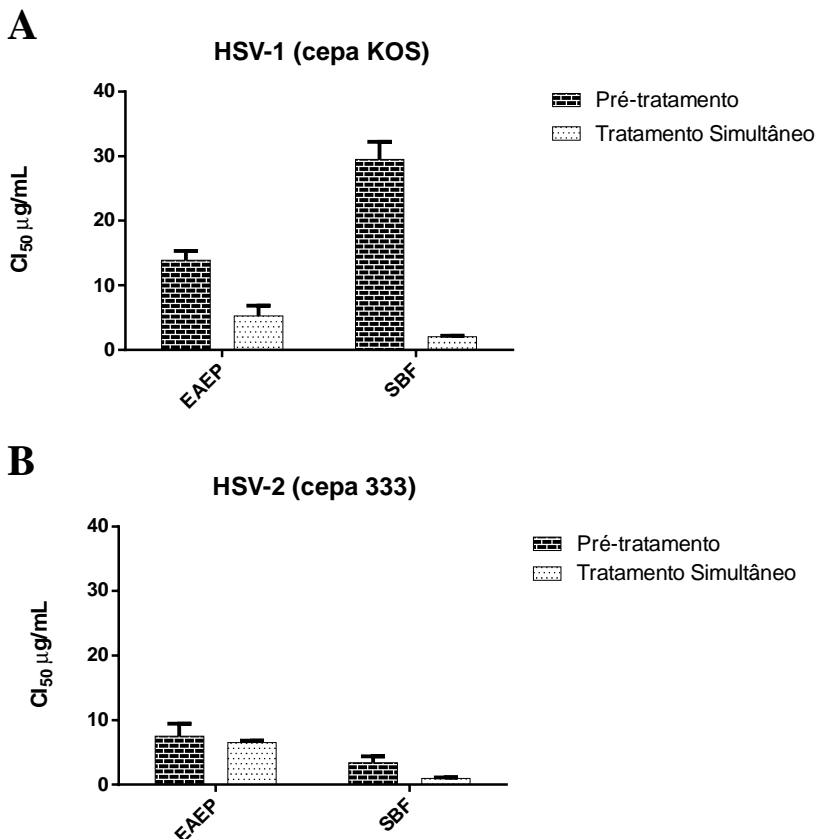 A
HSV-1 (cepa KOS)
40
30
20
10
0
CI50 µg/mL
EAEP
SBF
Pré-tratamento
Tratamento Simultâneo
B
HSV-2 (cepa 333)
40
30
20
10
0
CI50 µg/mL
EAEP
SBF
Pré-tratamento
Tratamento Simultâneo